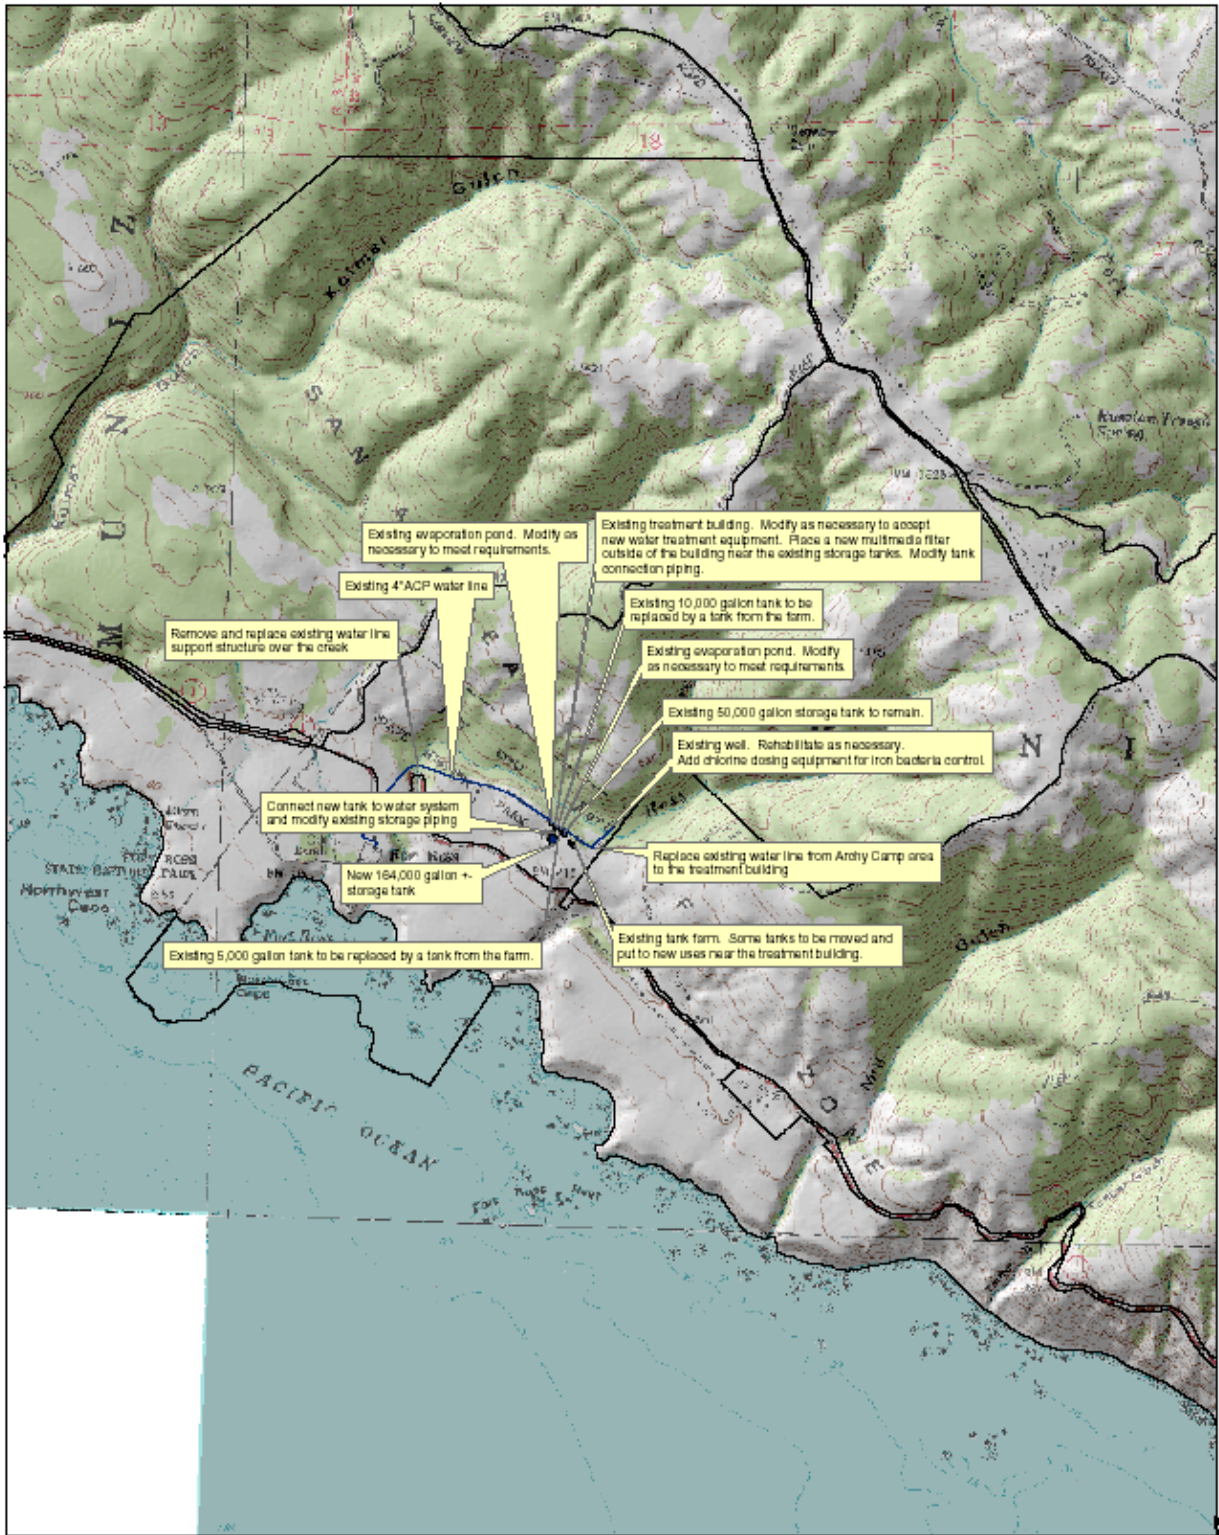 18
Gulch
Kolmer
Gulch
Z
I
N
U
M
S
A
N
Existing evaporation pond. Modify as
necessary to meet requirements.
Existing treatment building. Modify as necessary to accept
new water treatment equipment. Place a new multimedia filter
outside of the building near the existing storage tanks. Modify tank
connection piping.
Existing 4"ACP water line
Existing 10,000 gallon tank to be
replaced by a tank from the farm.
Remove and replace existing water line
support structure over the creek
Existing evaporation pond. Modify
as necessary to meet requirements.
Existing 50,000 gallon storage tank to remain.
Existing well. Rehabilitate as necessary.
Add chlorine dosing equipment for iron bacteria control.
N I
Connect new tank to water system
and modify existing storage piping
PARK
Ross
Replace existing water line from Archy Camp area
to the treatment building
New 164,000 gallon +-
storage tank
Northwest
Cape
Existing 5,000 gallon tank to be replaced by a tank from the farm.
Existing tank farm. Some tanks to be moved and
put to new uses near the treatment building.
Gulch
PACIFIC OCEAN
O
E